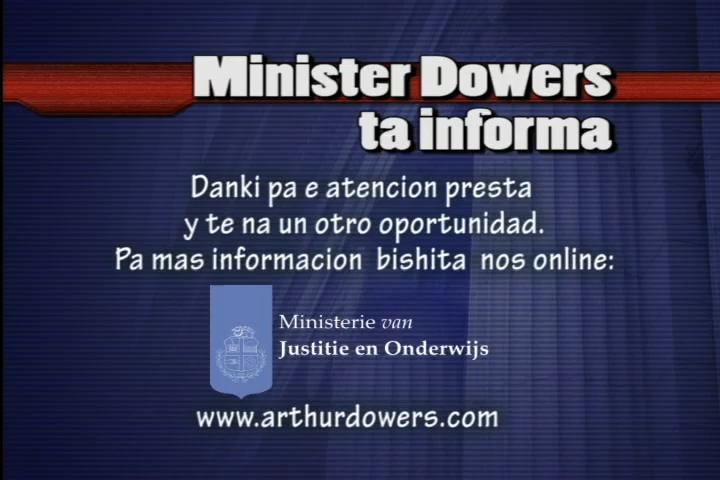 Minister Dowers
ta informa
Danki pa e atencion presta
y te na un otro oportunidad.
Pa mas informacion bishita nos online:
Ministerie van
Justitie en Onderwijs
www.arthurdowers.com